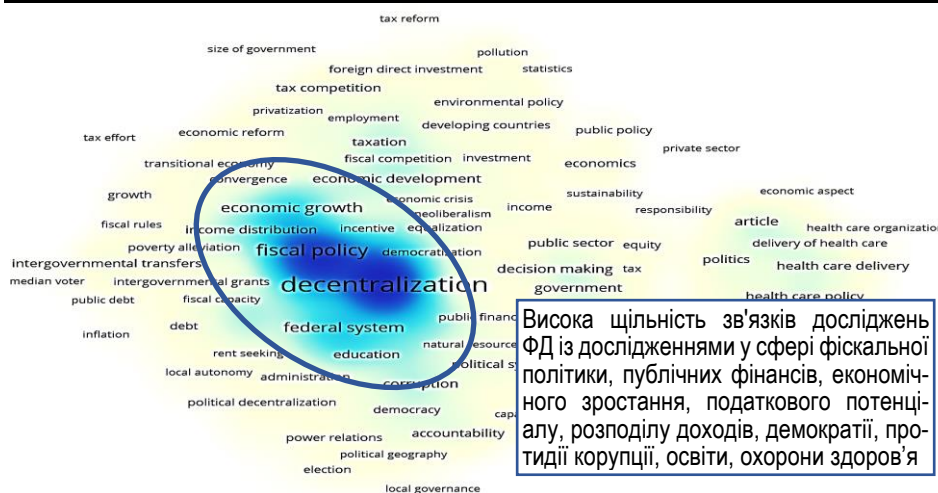 tax reform
size of government
pollution
foreign direct investment statistics
tax competition
environmental policy
privatization employment
developing countries
tax effort economic reform public policy
taxation
private sector
transitional economy fiscal competition investment economics
convergence economic development
growth economic crisis sustainability economic aspect
economic growth neoliberalism income responsibility
fiscal rules income distribution incentive equalization article health care organization
poverty alleviation fiscal policy democratization public sector equity delivery of health care
intergovernmental transfers decision making tax politics health care delivery
median voter intergovernmental grants decentralization government
public debt fiscal capacity health care policy
inflation debt federal system public financ
rent seeking education natural resource
local autonomy administration political sy
corruption
political decentralization democracy capa
power relations accountability
political geography
election
local governance
Висока щільність зв'язків досліджень
ФД із дослідженнями у сфері фіскальної
політики, публічних фінансів, економіч-
ного зростання, податкового потенці-
алу, розподілу доходів, демократії, про-
тидії корупції, освіти, охорони здоров’я